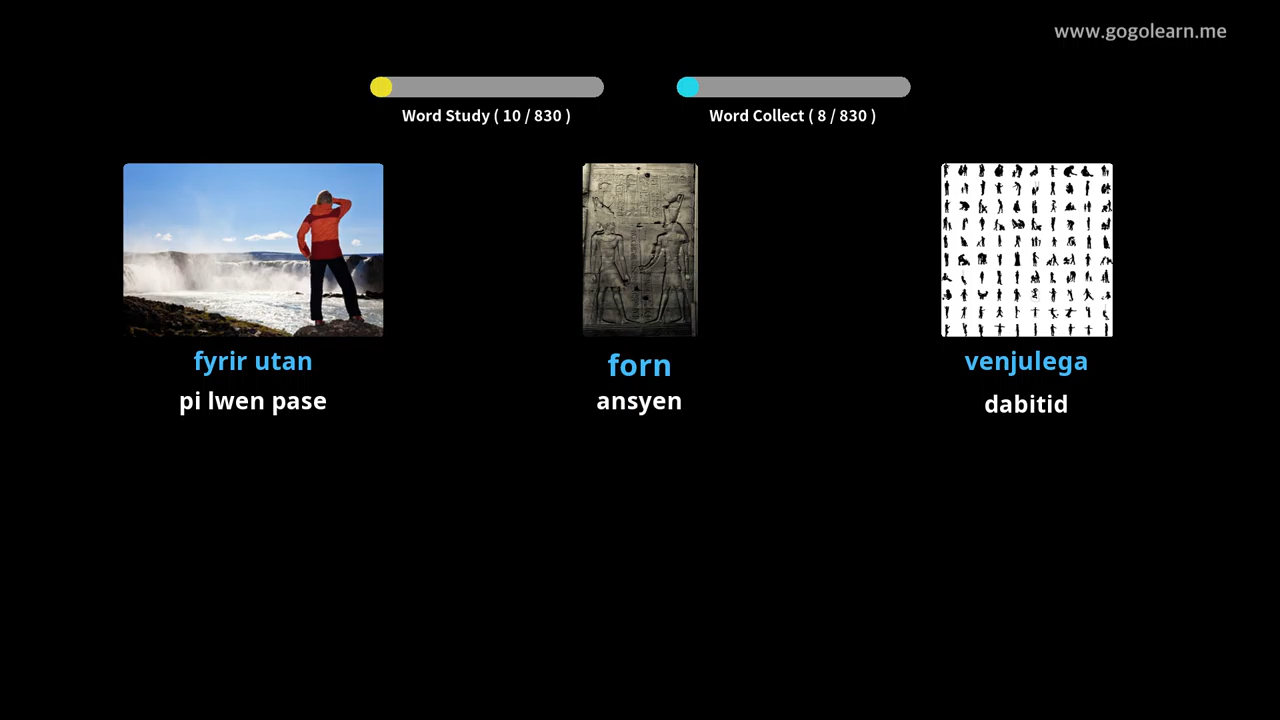 www.gogolearn.me
Word Study ( 10 / 830 )
Word Collect ( 8 / 830 )
fyrir utan
pi lwen pase
forn
ansyen
venjulega
dabitid